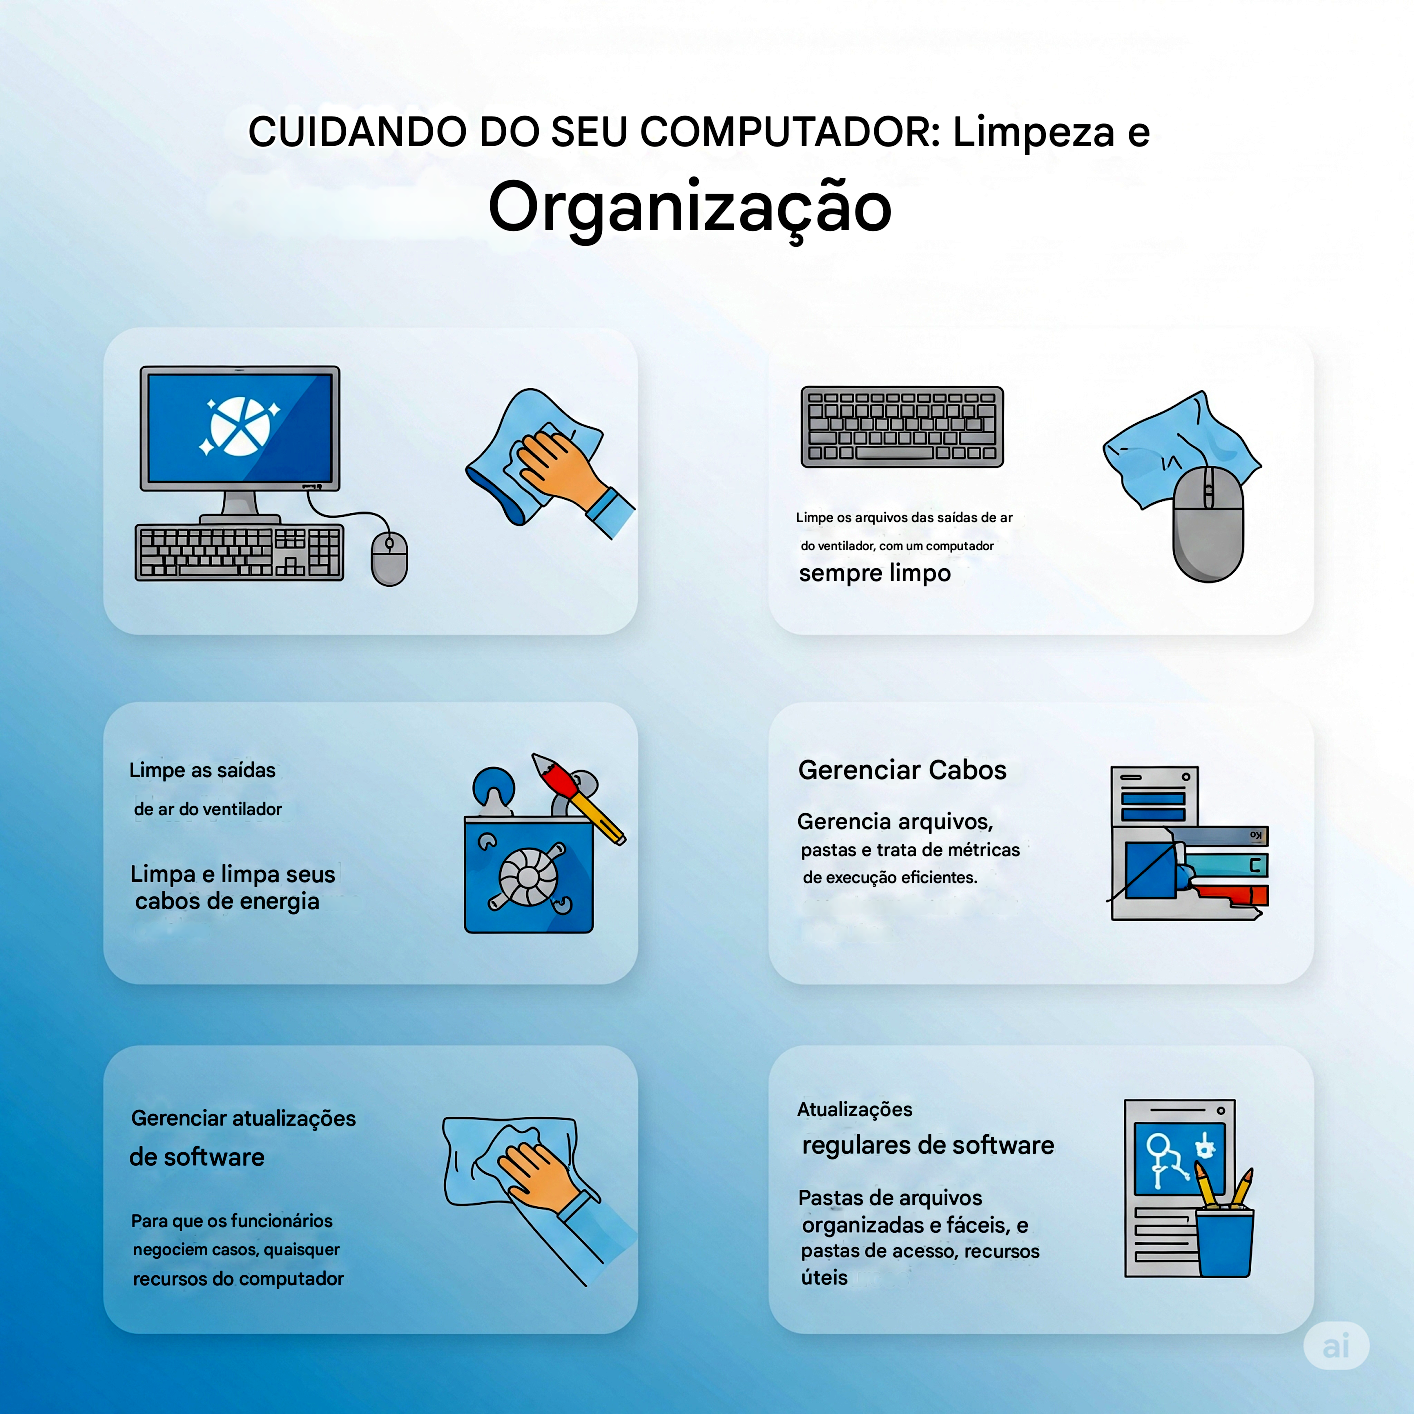 CUIDANDO DO SEU COMPUTADOR: Limpeza e
Organização
Limpe os arquivos das saídas de ar
do ventilador, com um computador
sempre limpo
Limpe as saídas
de ar do ventilador
Limpa e limpa seus
cabos de energia
Gerenciar Cabos
Gerencia arquivos,
pastas e trata de métricas
de execução eficientes.
Gerenciar atualizações
de software
Para que os funcionários
negociem casos, quaisquer
recursos do computador
Atualizações
regulares de software
Pastas de arquivos
organizadas e fáceis, e
pastas de acesso, recursos
úteis
ai